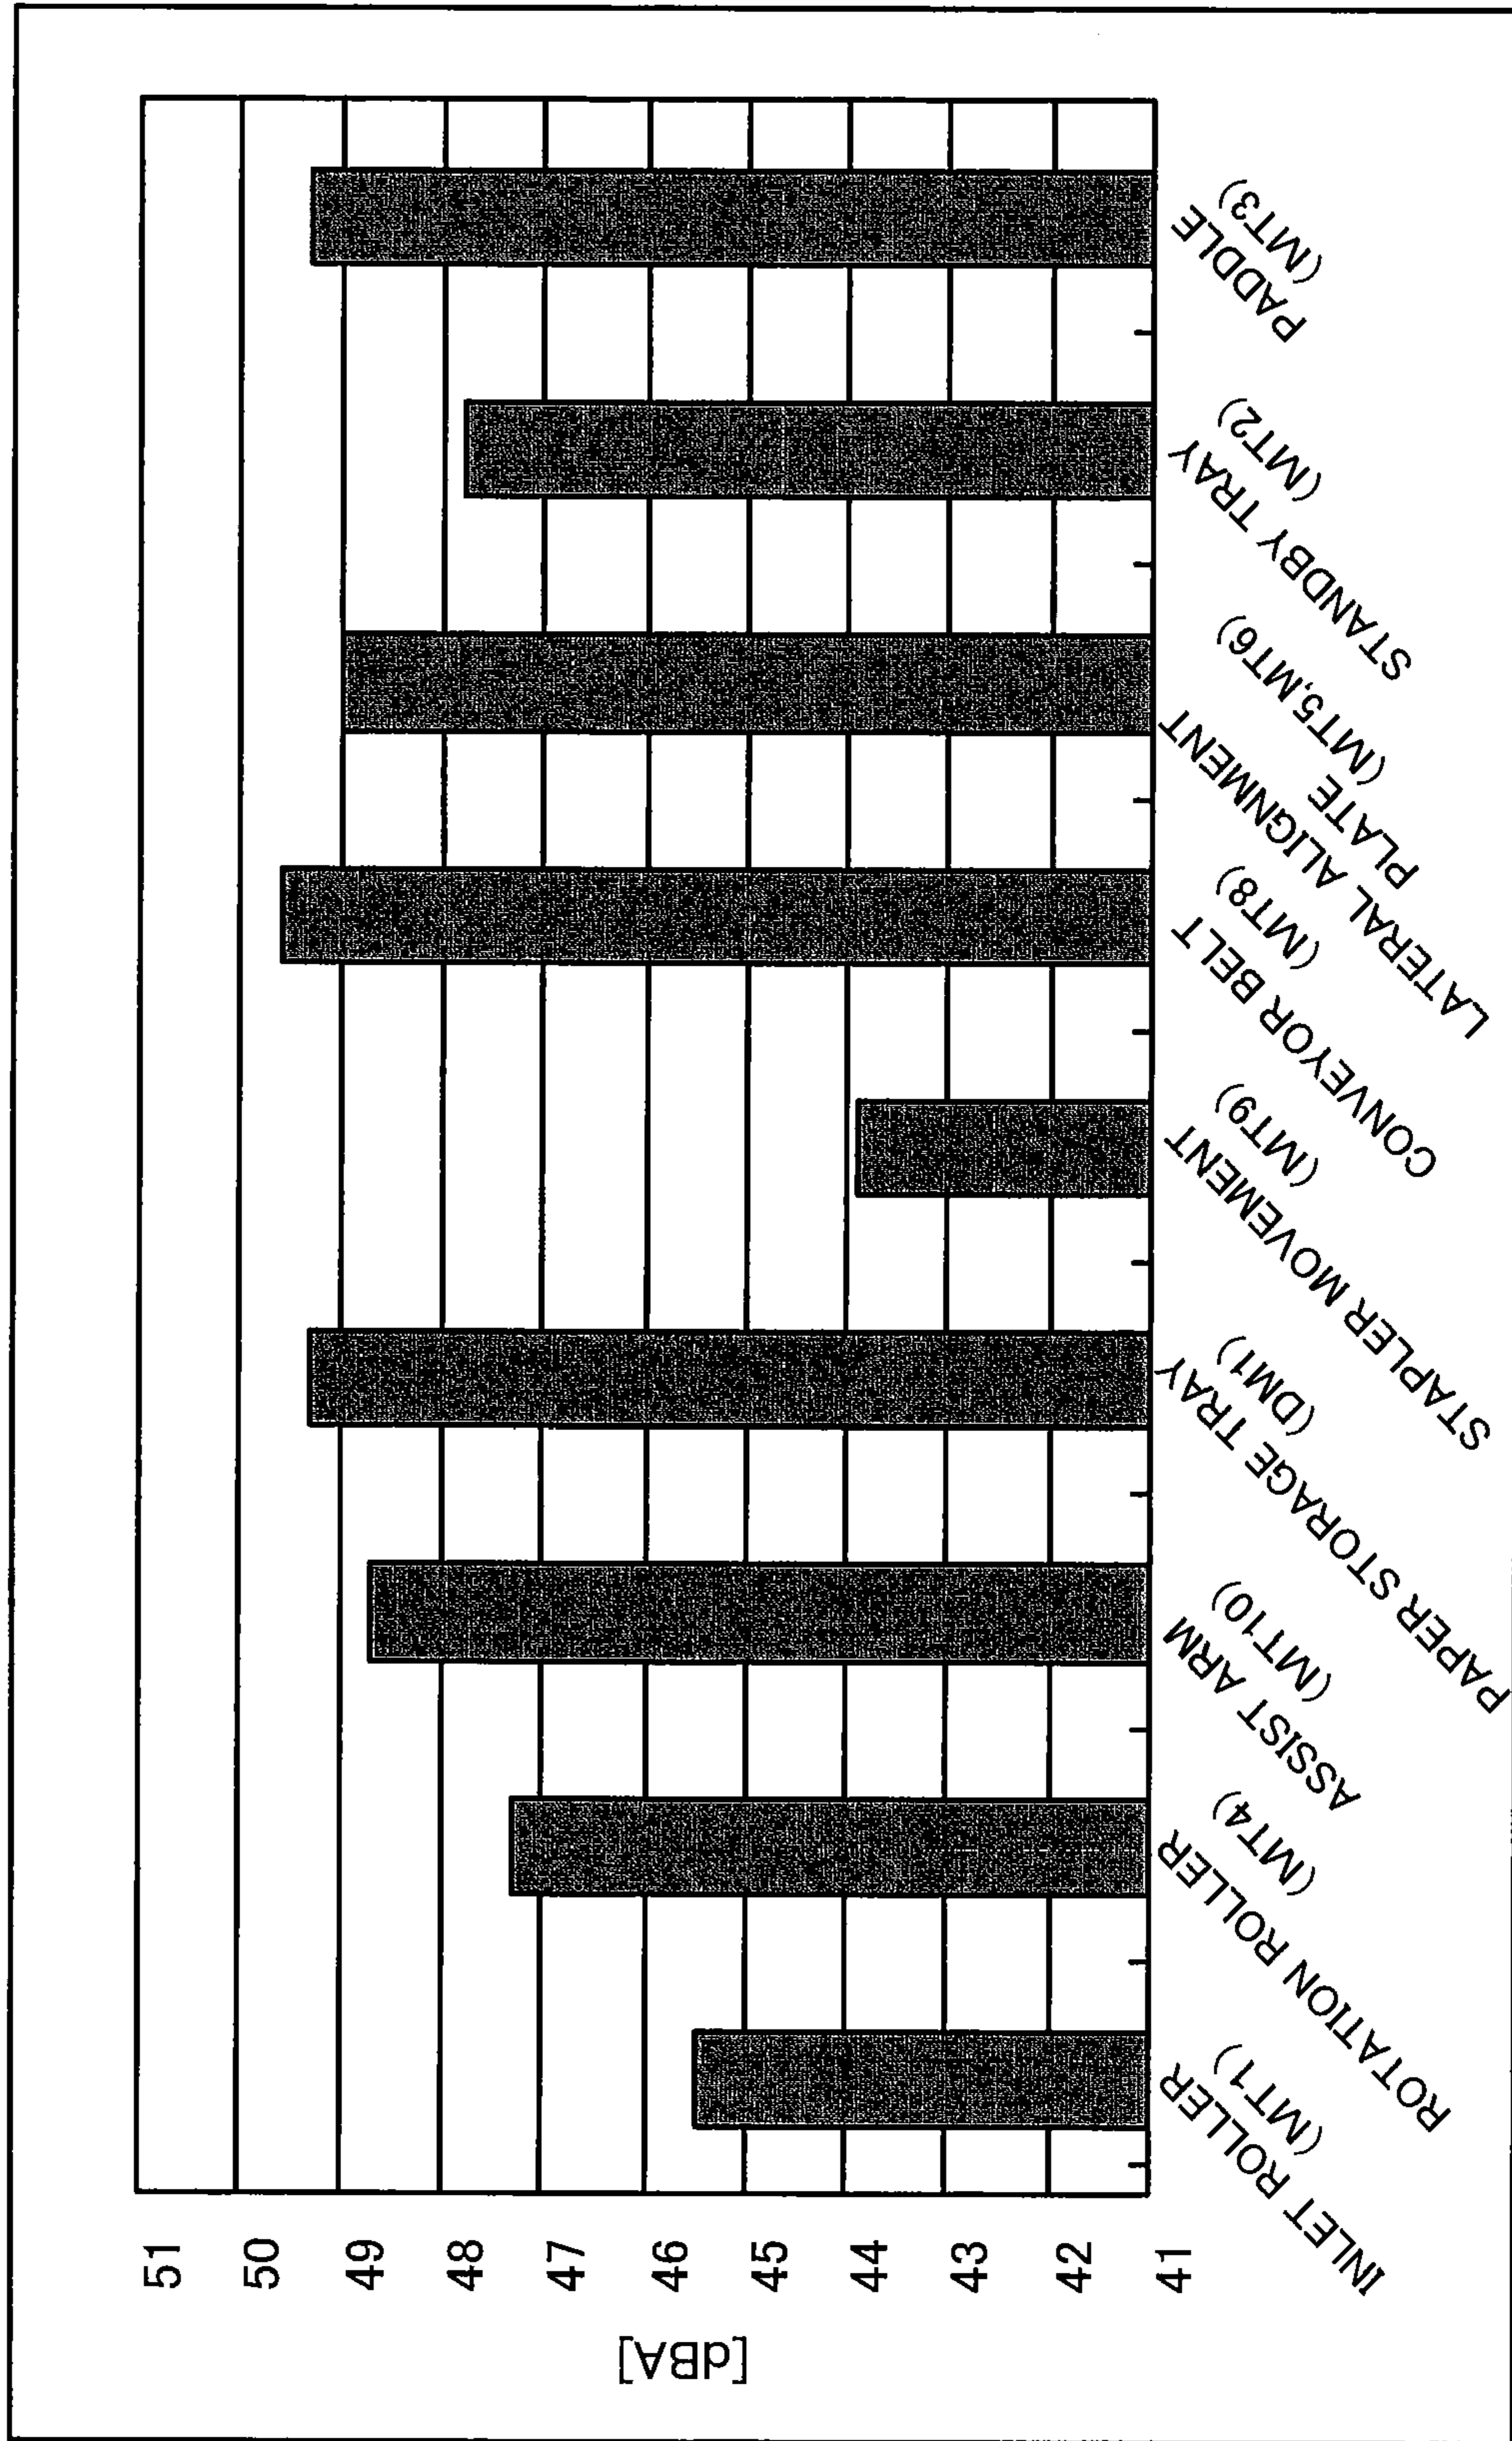 [dBA]
51
50
49
48
47
46
45
44
43
42
41
INLET ROLLER
(MT1)
ROTATION ROLLER
(MT4)
ASSIST ARM
(MT10)
PAPER STORAGE TRAY
(DM1)
STAPLER MOVEMENT
(MT9)
CONVEYOR BELT
(MT8)
LATERAL ALIGNMENT
PLATE
(MT5,MT6)
STANDBY TRAY
(MT2)
PADDLE
(MT3)